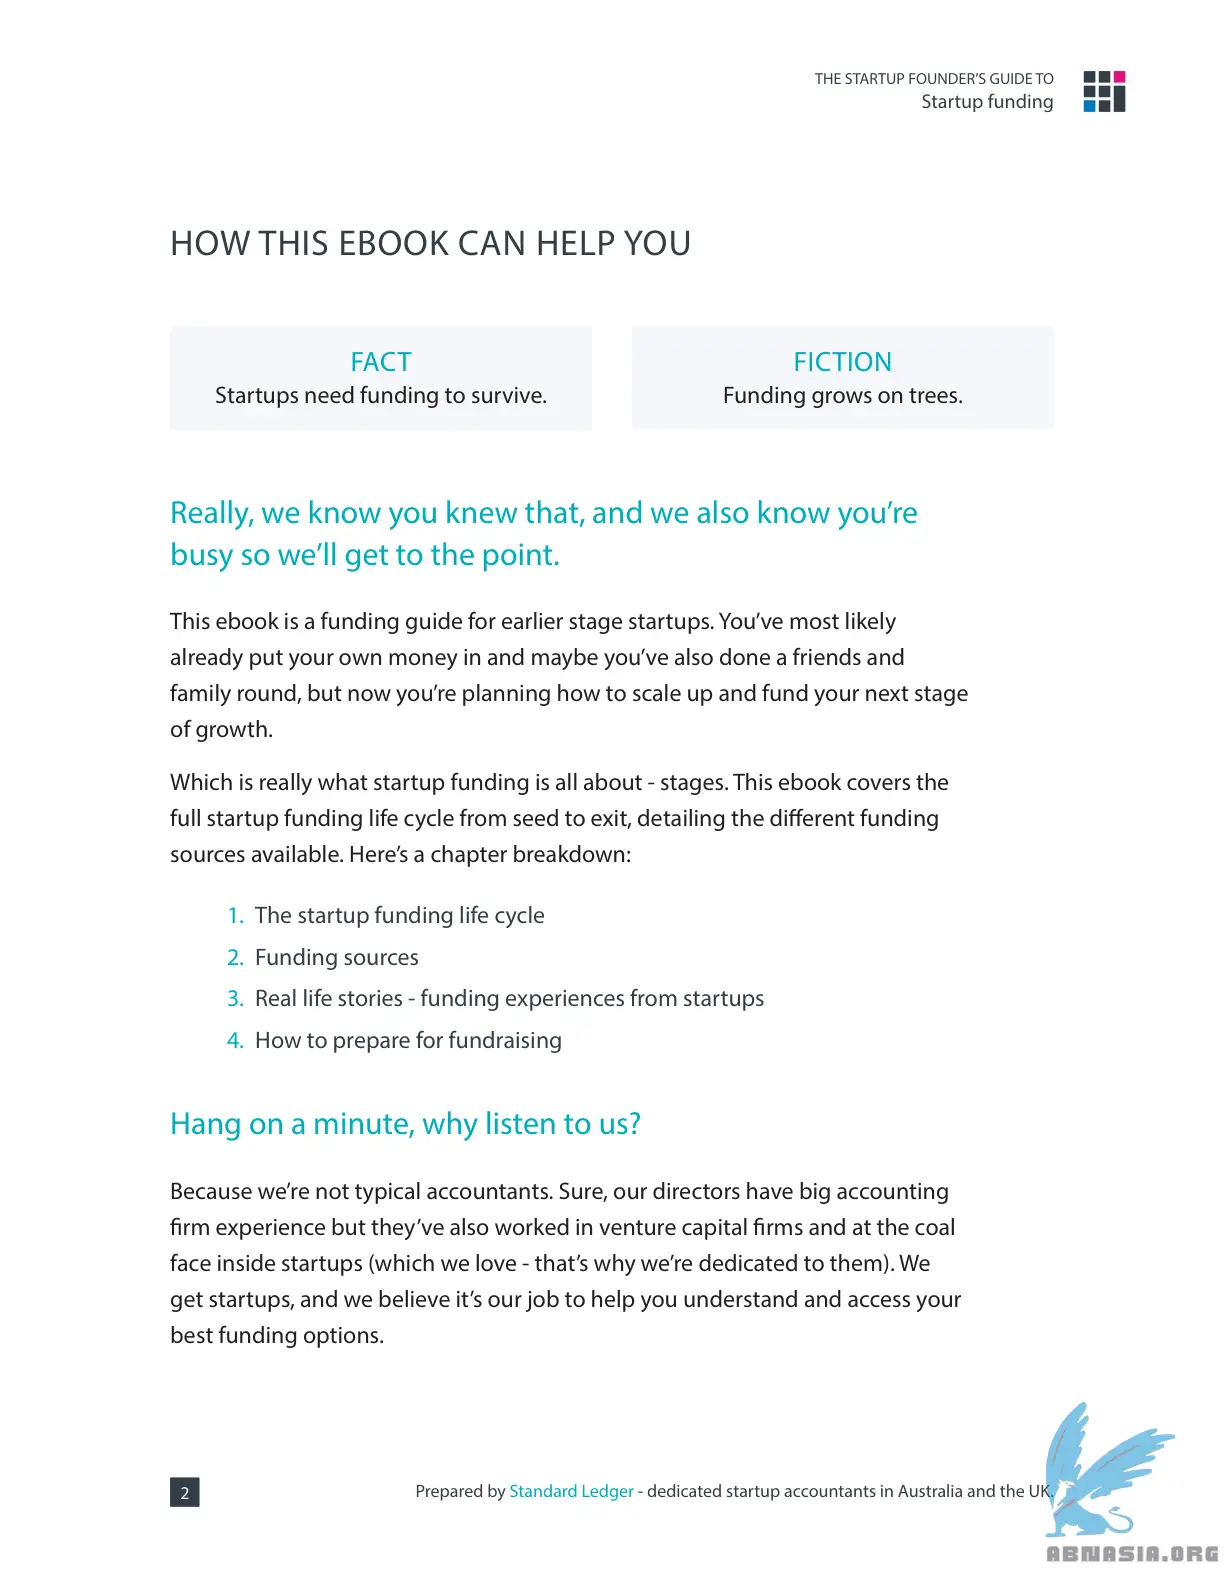 THE STARTUP FOUNDER’S GUIDE TO
Startup funding
HOW THIS EBOOK CAN HELP YOU
FACT
Startups need funding to survive.
FICTION
Funding grows on trees.
Really, we know you knew that, and we also know you’re
busy so we’ll get to the point.
This ebook is a funding guide for earlier stage startups. You’ve most likely
already put your own money in and maybe you’ve also done a friends and
family round, but now you’re planning how to scale up and fund your next stage
of growth.
Which is really what startup funding is all about - stages. This ebook covers the
full startup funding life cycle from seed to exit, detailing the different funding
sources available. Here’s a chapter breakdown:
1. The startup funding life cycle
2. Funding sources
3. Real life stories - funding experiences from startups
4. How to prepare for fundraising
Hang on a minute, why listen to us?
Because we’re not typical accountants. Sure, our directors have big accounting
firm experience but they’ve also worked in venture capital firms and at the coal
face inside startups (which we love - that’s why we’re dedicated to them). We
get startups, and we believe it’s our job to help you understand and access your
best funding options.
2
Prepared by Standard Ledger - dedicated startup accountants in Australia and the UK.
ABNASIA.ORG